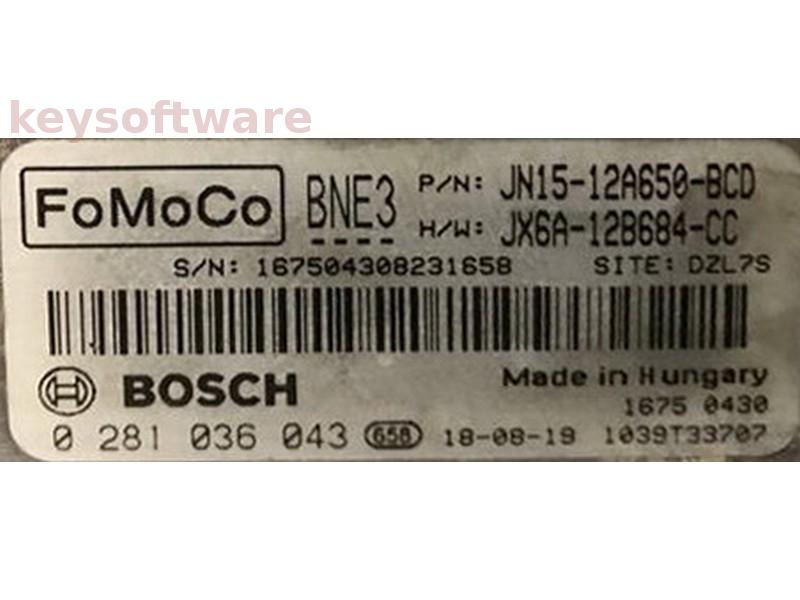 keysoftware
FoMoCo BNE3 P/N: JN15-12A650-BCD
H/W: JX6A-12B684-CC
S/N: 167504308231658 SITE: DZL7S
BOSCH Made in Hungary
1675 0430
0 281 036 043 658 18-08-19 1039T33707